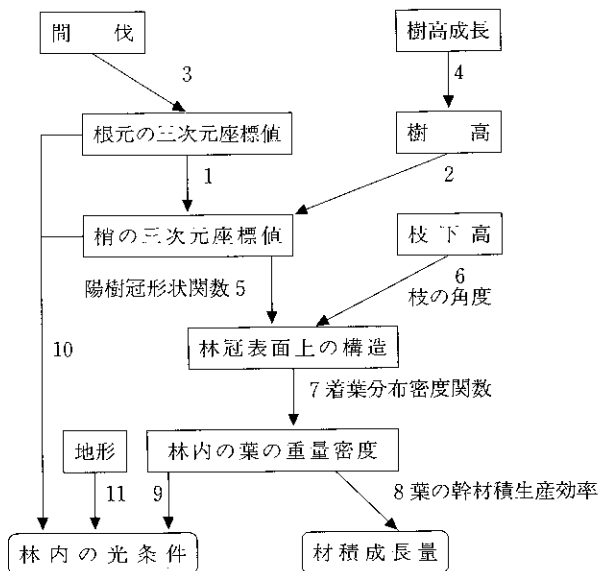 間 伐
樹高成長
3
4
根元の三次元座標値
樹 高
1
2
梢の三次元座標値
枝下高
陽樹冠形状関数 5
6
枝の角度
林冠表面上の構造
10
7 着葉分布密度関数
地形
林内の葉の重量密度
11
9
8 葉の幹材積生産効率
林内の光条件
材積成長量